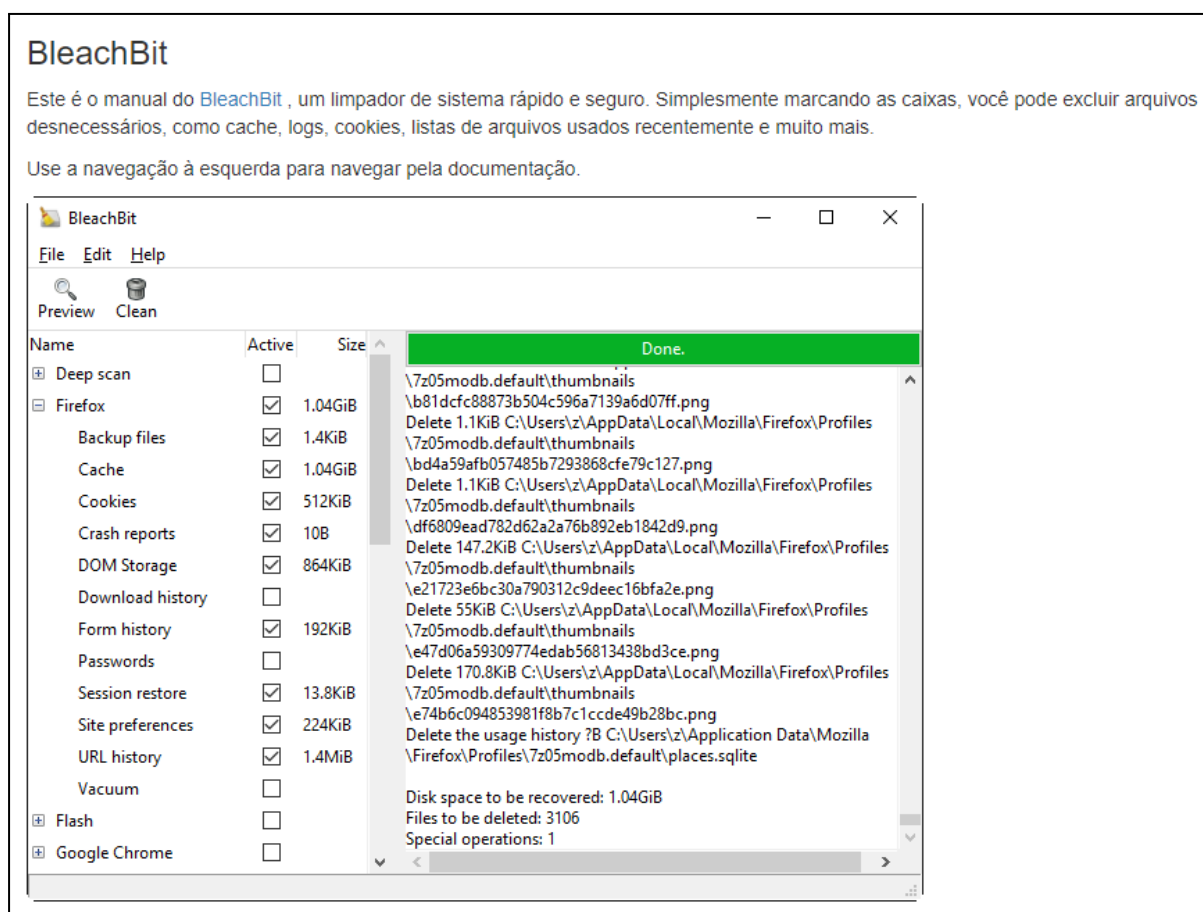 BleachBit
Este é o manual do BleachBit , um limpador de sistema rápido e seguro. Simplesmente marcando as caixas, você pode excluir arquivos
desnecessários, como cache, logs, cookies, listas de arquivos usados recentemente e muito mais.
Use a navegação à esquerda para navegar pela documentação.
BleachBit
File Edit Help
Preview Clean
Name Active Size
Deep scan
Firefox 1.04GiB
Backup files 1.4KiB
Cache 1.04GiB
Cookies 512KiB
Crash reports 10B
DOM Storage 864KiB
Download history
Form history 192KiB
Passwords
Session restore 13.8KiB
Site preferences 224KiB
URL history 1.4MiB
Vacuum
Flash
Google Chrome
Done.
\7z05modb.default\thumbnails
\b81dcfc88873b504c596a7139a6d07ff.png
Delete 1.1KiB C:\Users\z\AppData\Local\Mozilla\Firefox\Profiles
\7z05modb.default\thumbnails
\bd4a59afb057485b7293868cfe79c127.png
Delete 1.1KiB C:\Users\z\AppData\Local\Mozilla\Firefox\Profiles
\7z05modb.default\thumbnails
\df6809ead782d62a2a76b892eb1842d9.png
Delete 147.2KiB C:\Users\z\AppData\Local\Mozilla\Firefox\Profiles
\7z05modb.default\thumbnails
\e21723e6bc30a790312c9deec16bfa2e.png
Delete 55KiB C:\Users\z\AppData\Local\Mozilla\Firefox\Profiles
\7z05modb.default\thumbnails
\e47d06a59309774edab56813438bd3ce.png
Delete 170.8KiB C:\Users\z\AppData\Local\Mozilla\Firefox\Profiles
\7z05modb.default\thumbnails
\e74b6c094853981f8b7c1ccde49b28bc.png
Delete the usage history ?B C:\Users\z\Application Data\Mozilla
\Firefox\Profiles\7z05modb.default\places.sqlite
Disk space to be recovered: 1.04GiB
Files to be deleted: 3106
Special operations: 1